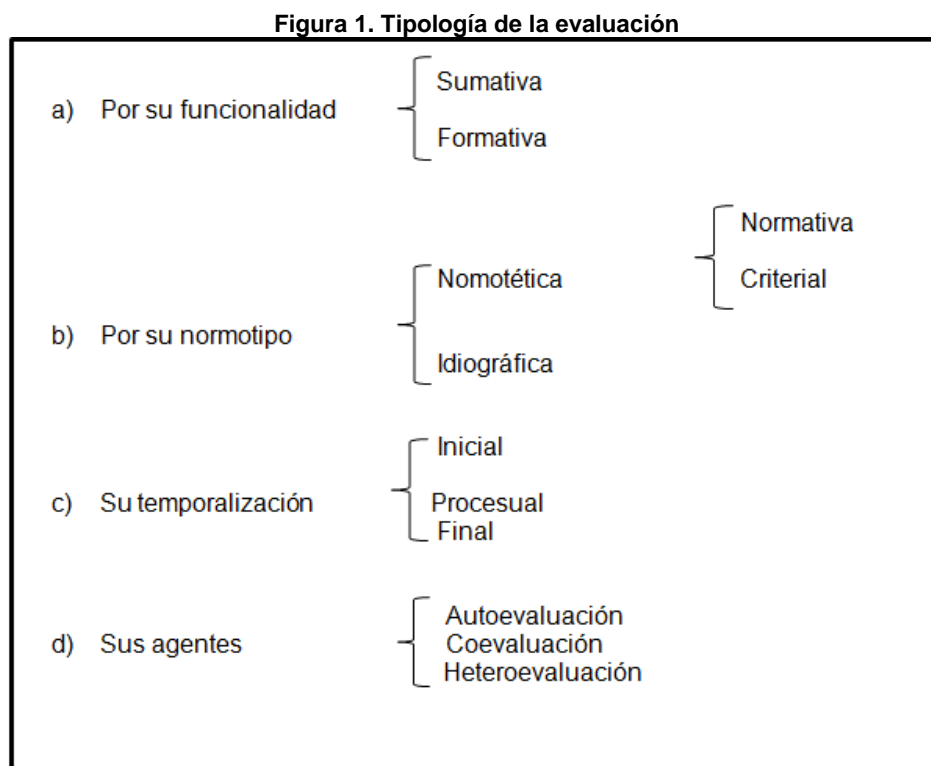 Figura 1. Tipología de la evaluación
a) Por su funcionalidad
Sumativa
Formativa
b) Por su normotipo
Nomotética
Normativa
Criterial
Idiográfica
c) Su temporalización
Inicial
Procesual
Final
d) Sus agentes
Autoevaluación
Coevaluación
Heteroevaluación